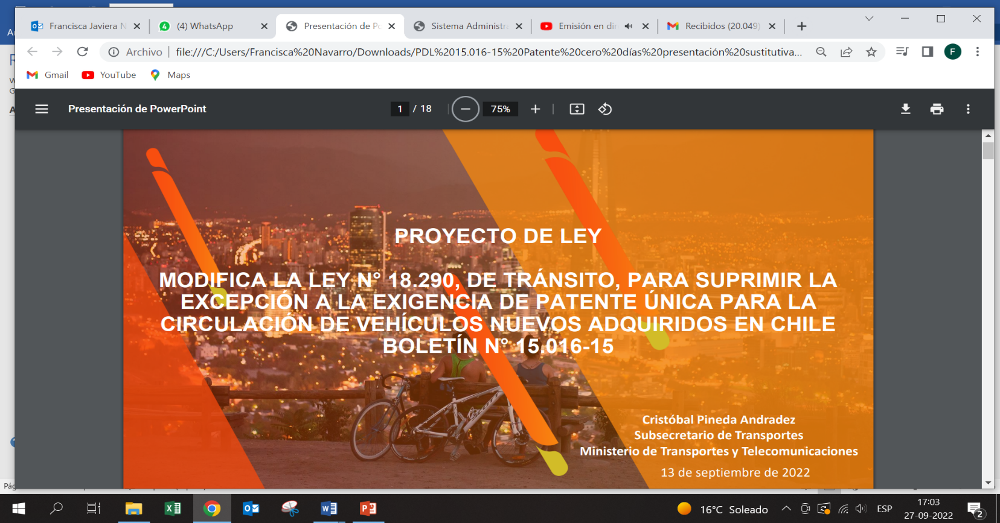 Francisca Javiera N
(4) WhatsApp
Presentación de Po
Sistema Administra
Emisión en dir
Recibidos (20.049)
Archivo
file:///C:/Users/Francisca%20Navarro/Downloads/PDL%2015.016-15%20Patente%20cero%20días%20presentación%20sustitutiva...
F
Gmail
YouTube
Maps
Presentación de PowerPoint
1 / 18
75%
PROYECTO DE LEY
MODIFICA LA LEY N° 18.290, DE TRÁNSITO, PARA SUPRIMIR LA
EXCEPCIÓN A LA EXIGENCIA DE PATENTE ÚNICA PARA LA
CIRCULACIÓN DE VEHÍCULOS NUEVOS ADQUIRIDOS EN CHILE
BOLETÍN N° 15.016-15
Cristóbal Pineda Andradez
Subsecretario de Transportes
Ministerio de Transportes y Telecomunicaciones
13 de septiembre de 2022
Pág
16°C Soleado
ESP
17:03
27-09-2022
2